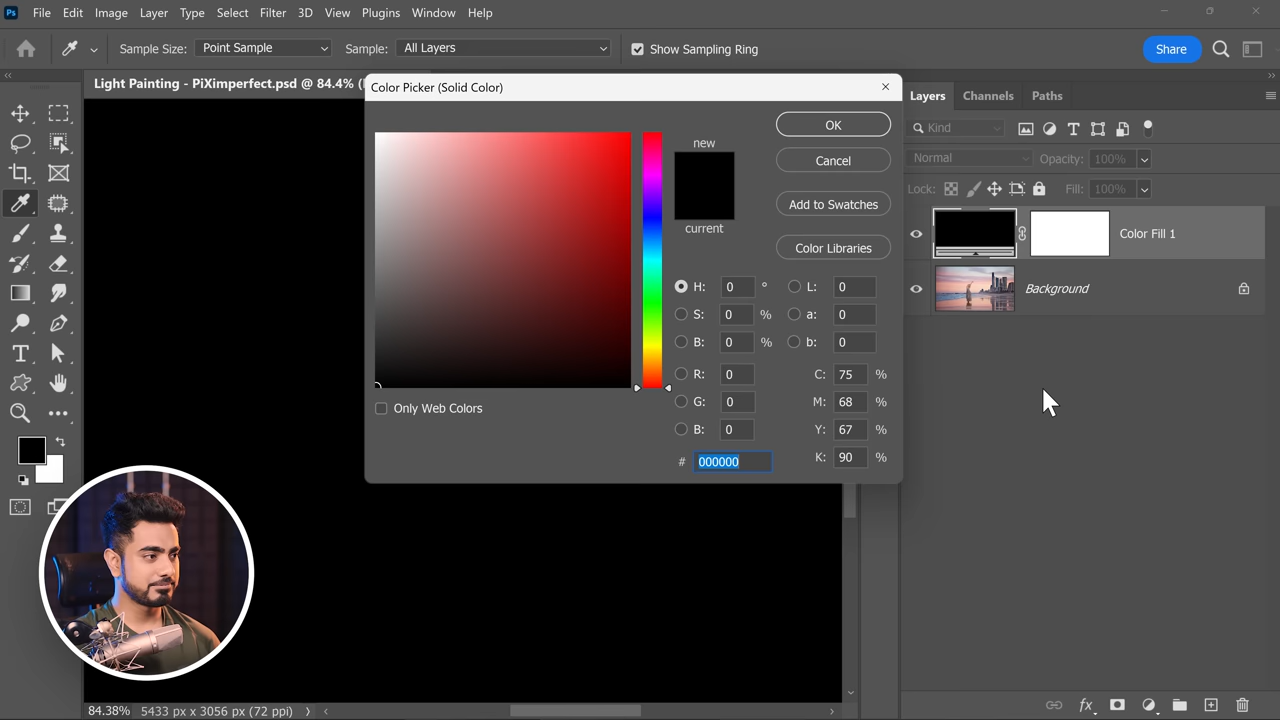 Ps File Edit Image Layer Type Select Filter 3D View Plugins Window Help
Sample Size: Point Sample Sample: All Layers Show Sampling Ring Share
Light Painting - PiXimperfect.psd @ 84.4% (
Color Picker (Solid Color)
new
current
OK
Cancel
Add to Swatches
Color Libraries
H: 0 ° L: 0
S: 0 % a: 0
B: 0 % b: 0
R: 0 C: 75 %
G: 0 M: 68 %
B: 0 Y: 67 %
# 000000 K: 90 %
Only Web Colors
Layers Channels Paths
Kind
Normal Opacity: 100%
Lock: Fill: 100%
Color Fill 1
Background
84.38% 5433 px x 3056 px (72 ppi)
fx